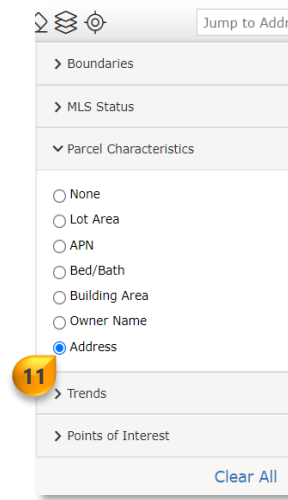 Jump to Addr
Boundaries
MLS Status
Parcel Characteristics
None
Lot Area
APN
Bed/Bath
Building Area
Owner Name
Address
11
Trends
Points of Interest
Clear All